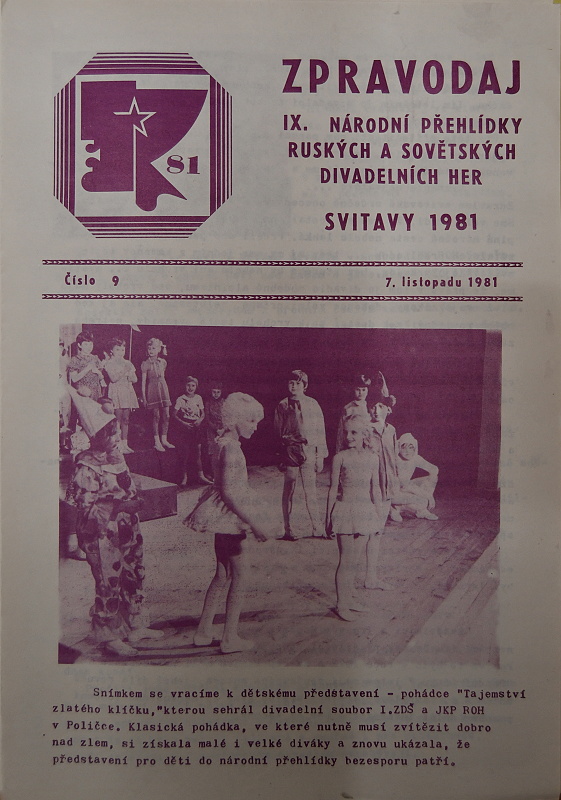 81
ZPRAVODAJ
IX. NÁRODNÍ PŘEHLÍDKY
RUSKÝCH A SOVĚTSKÝCH
DIVADELNÍCH HER
SVITAVY 1981
Číslo 9
7. listopadu 1981
Snímkem se vracíme k dětskému představení - pohádce "Tajemství
zlatého klíčku,"kterou sehrál divadelní soubor I.ZDŠ a JKP ROH
v Poličce. Klasická pohádka, ve které nutně musí zvítězit dobro
nad zlem, si získala malé i velké diváky a znovu ukázala, že
představení pro děti do národní přehlídky bezesporu patří.